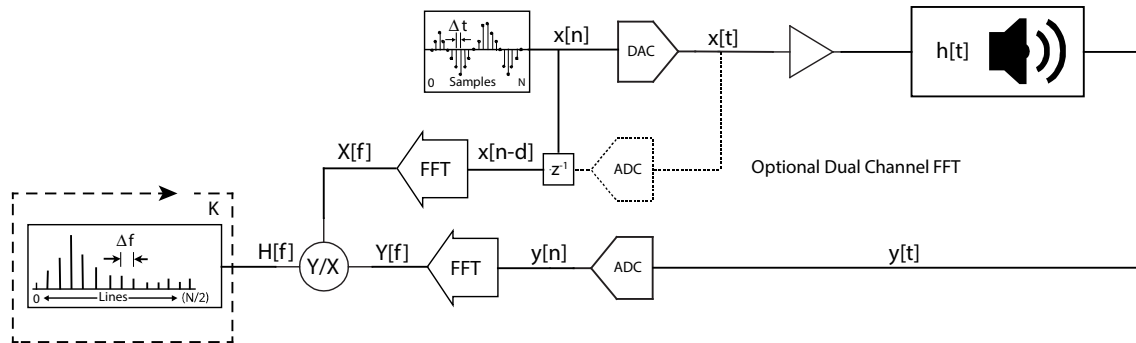 Δt
x[n]
DAC
x[t]
h[t]
0 Samples N
X[f]
FFT
x[n-d]
z⁻¹
ADC
Optional Dual Channel FFT
K
Δf
H[f]
Y/X
Y[f]
FFT
y[n]
ADC
y[t]
0 Lines (N/2)